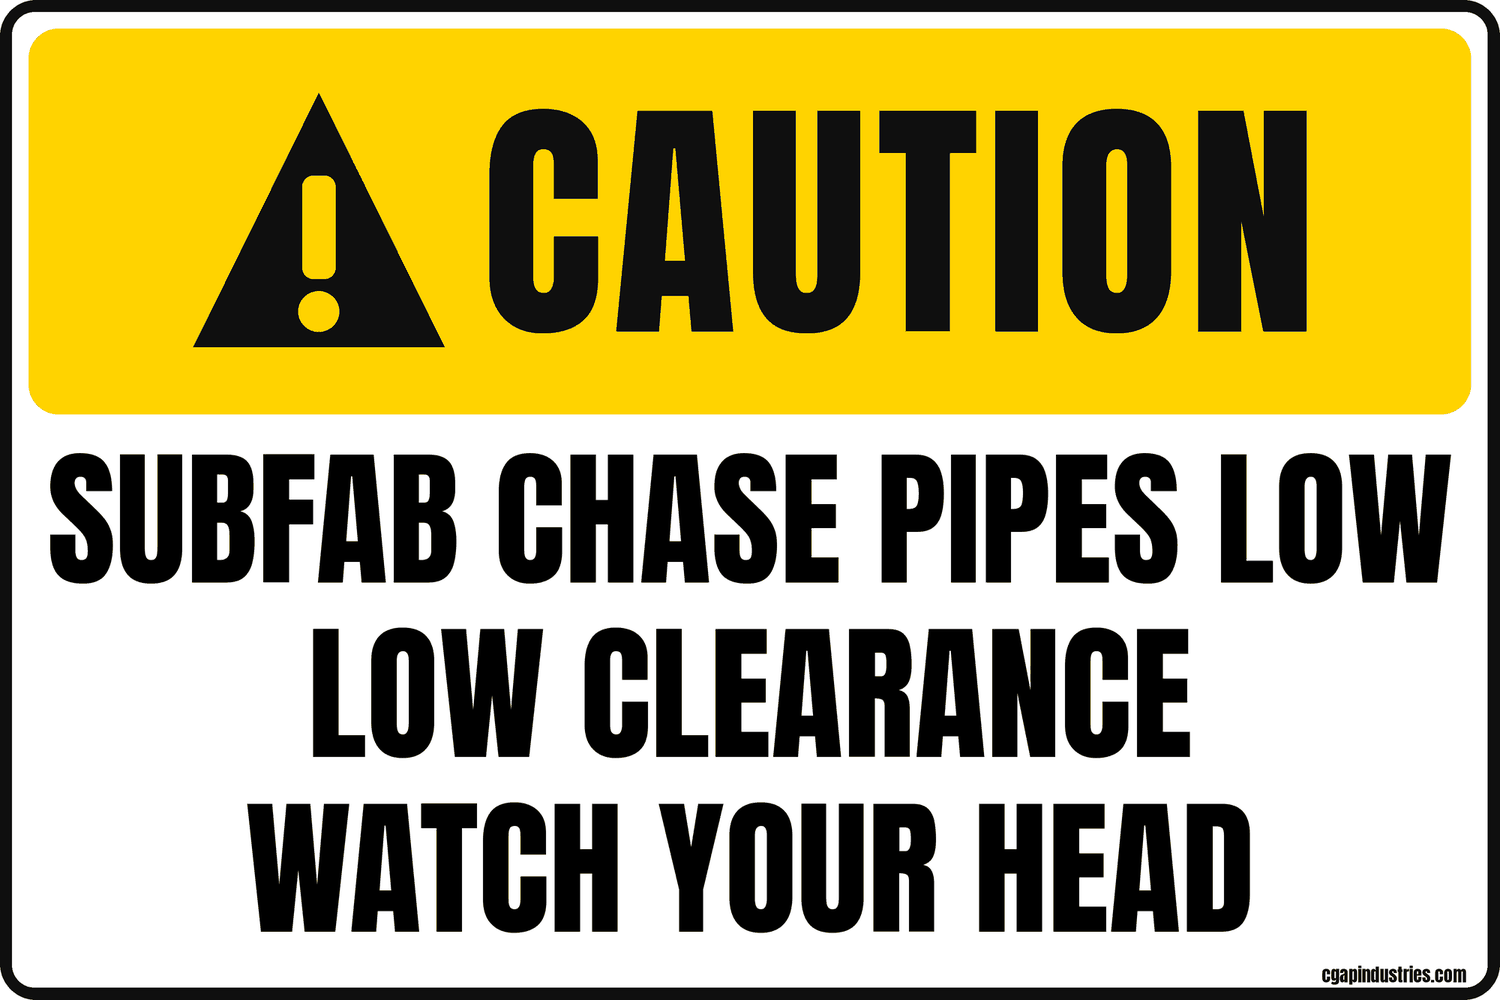 CAUTION
SUBFAB CHASE PIPES LOW
LOW CLEARANCE
WATCH YOUR HEAD
cgapindustries.com